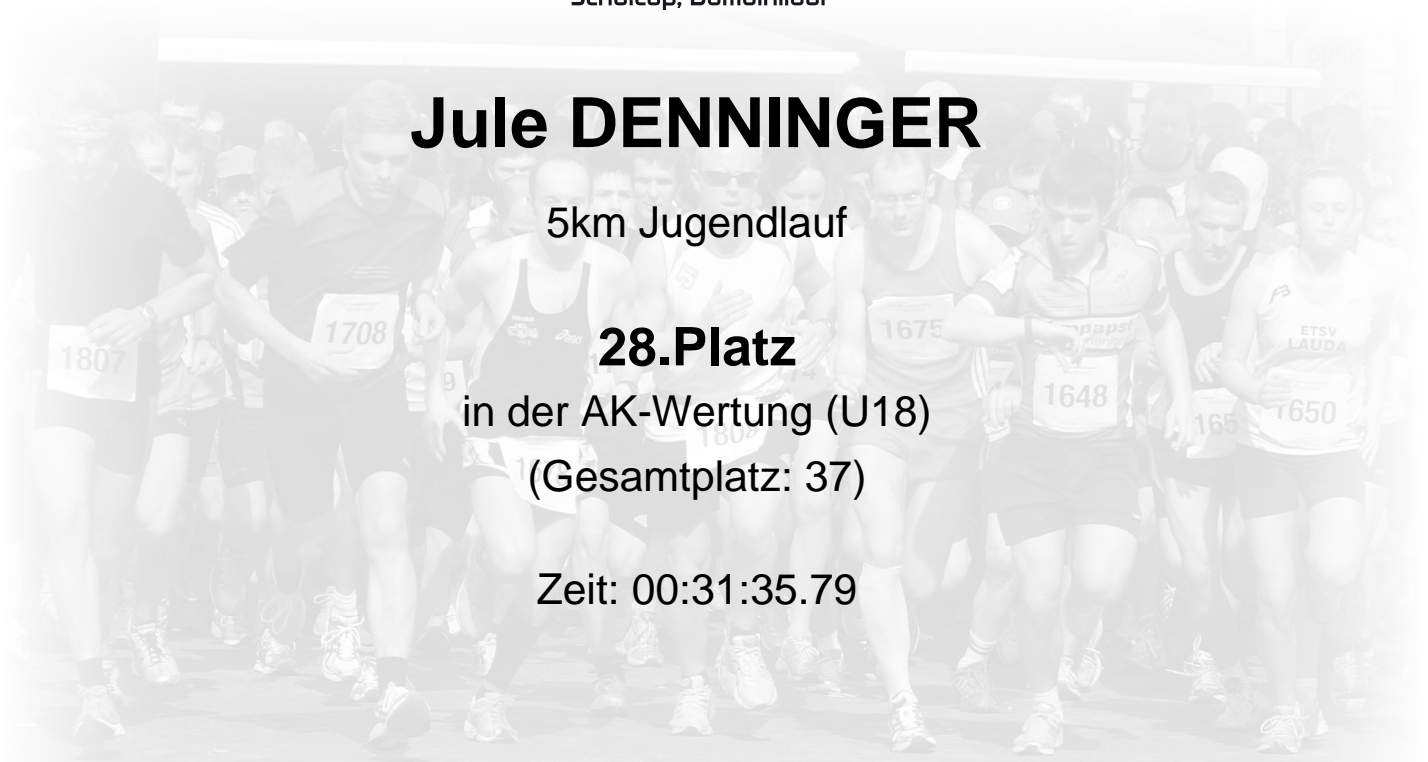 Jule DENNINGER
5km Jugendlauf
28.Platz
in der AK-Wertung (U18)
(Gesamtplatz: 37)
Zeit: 00:31:35.79
1807
1708
1675
1648
1650
ETSV
LAUDA